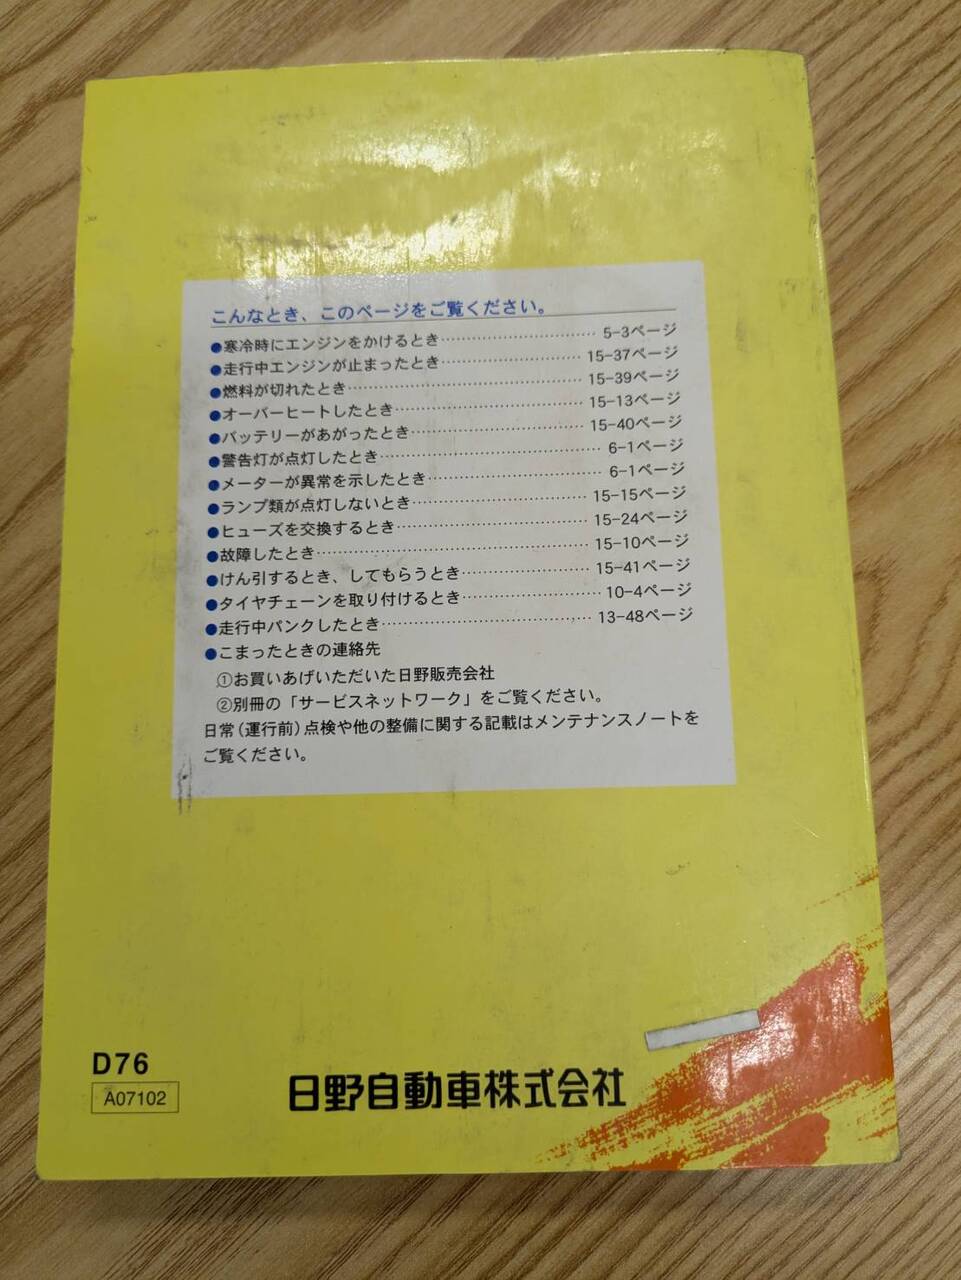 こんなとき、このページをご覧ください。
●寒冷時にエンジンをかけるとき……………………5-3ページ
●走行中エンジンが止まったとき……………………15-37ページ
●燃料が切れたとき……………………15-39ページ
●オーバーヒートしたとき……………………15-13ページ
●バッテリーがあがったとき……………………15-40ページ
●警告灯が点灯したとき……………………6-1ページ
●メーターが異常を示したとき……………………6-1ページ
●ランプ類が点灯しないとき……………………15-15ページ
●ヒューズを交換するとき……………………15-24ページ
●故障したとき……………………15-10ページ
●けん引するとき、してもらうとき……………………15-41ページ
●タイヤチェーンを取り付けるとき……………………10-4ページ
●走行中パンクしたとき……………………13-48ページ
●こまったときの連絡先
①お買いあげいただいた日野販売会社
②別冊の「サービスネットワーク」をご覧ください。
日常(運行前)点検や他の整備に関する記載はメンテナンスノートを
ご覧ください。
D76
A07102
日野自動車株式会社